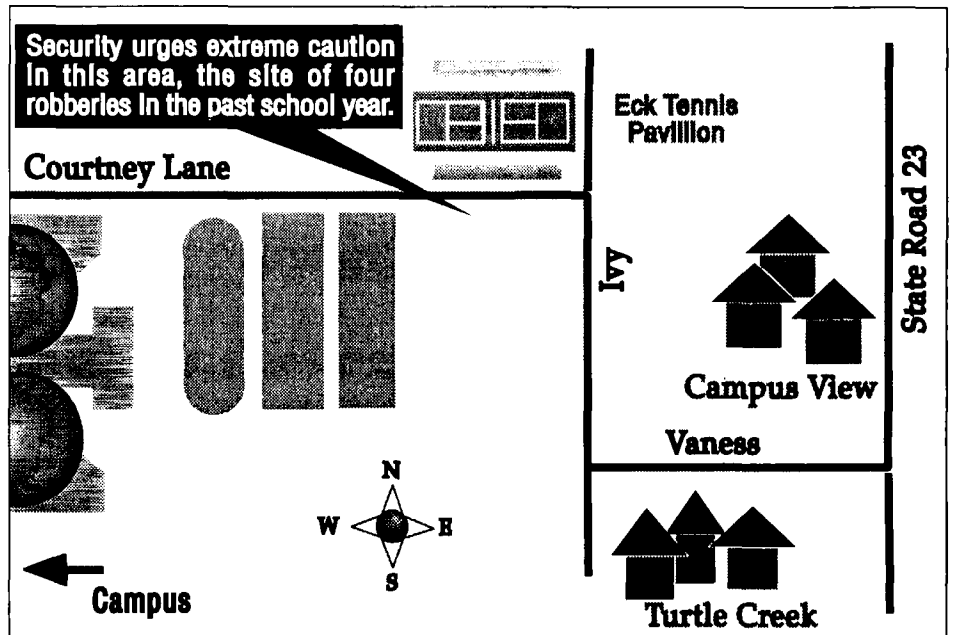 Security urges extreme caution
in this area, the site of four
robberies in the past school year.
Eck Tennis
Pavillion
Courtney Lane
Ivy
State Road 23
Campus View
Vaness
N
W
E
S
Campus
Turtle Creek